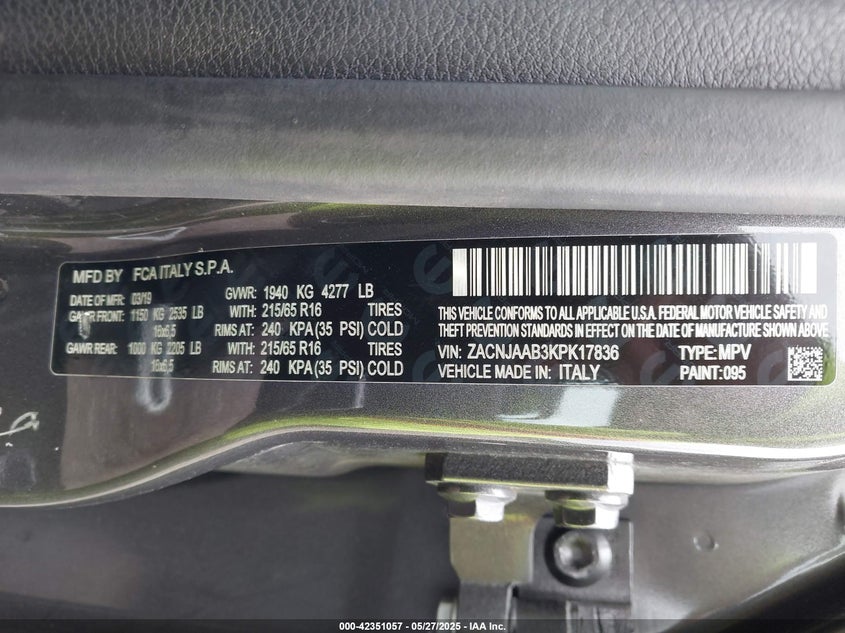 MFD BY FCA ITALY S.P.A.
DATE OF MFR: 03/19 GVWR: 1940 KG 4277 LB
GAWR FRONT: 1150 KG 2535 LB WITH: 215/65 R16 TIRES
16x6,5 RIMS AT: 240 KPA (35 PSI) COLD
GAWR REAR: 1000 KG 2205 LB WITH: 215/65 R16 TIRES
16x6,5 RIMS AT: 240 KPA (35 PSI) COLD
THIS VEHICLE CONFORMS TO ALL APPLICABLE U.S.A. FEDERAL MOTOR VEHICLE SAFETY AND
THEFT PREVENTION STANDARDS IN EFFECT ON THE DATE OF MANUFACTURE SHOWN ABOVE.
VIN: ZACNJAAB3KPK17836 TYPE: MPV
VEHICLE MADE IN: ITALY PAINT: 095
000-42351057 - 05/27/2025 - IAA Inc.